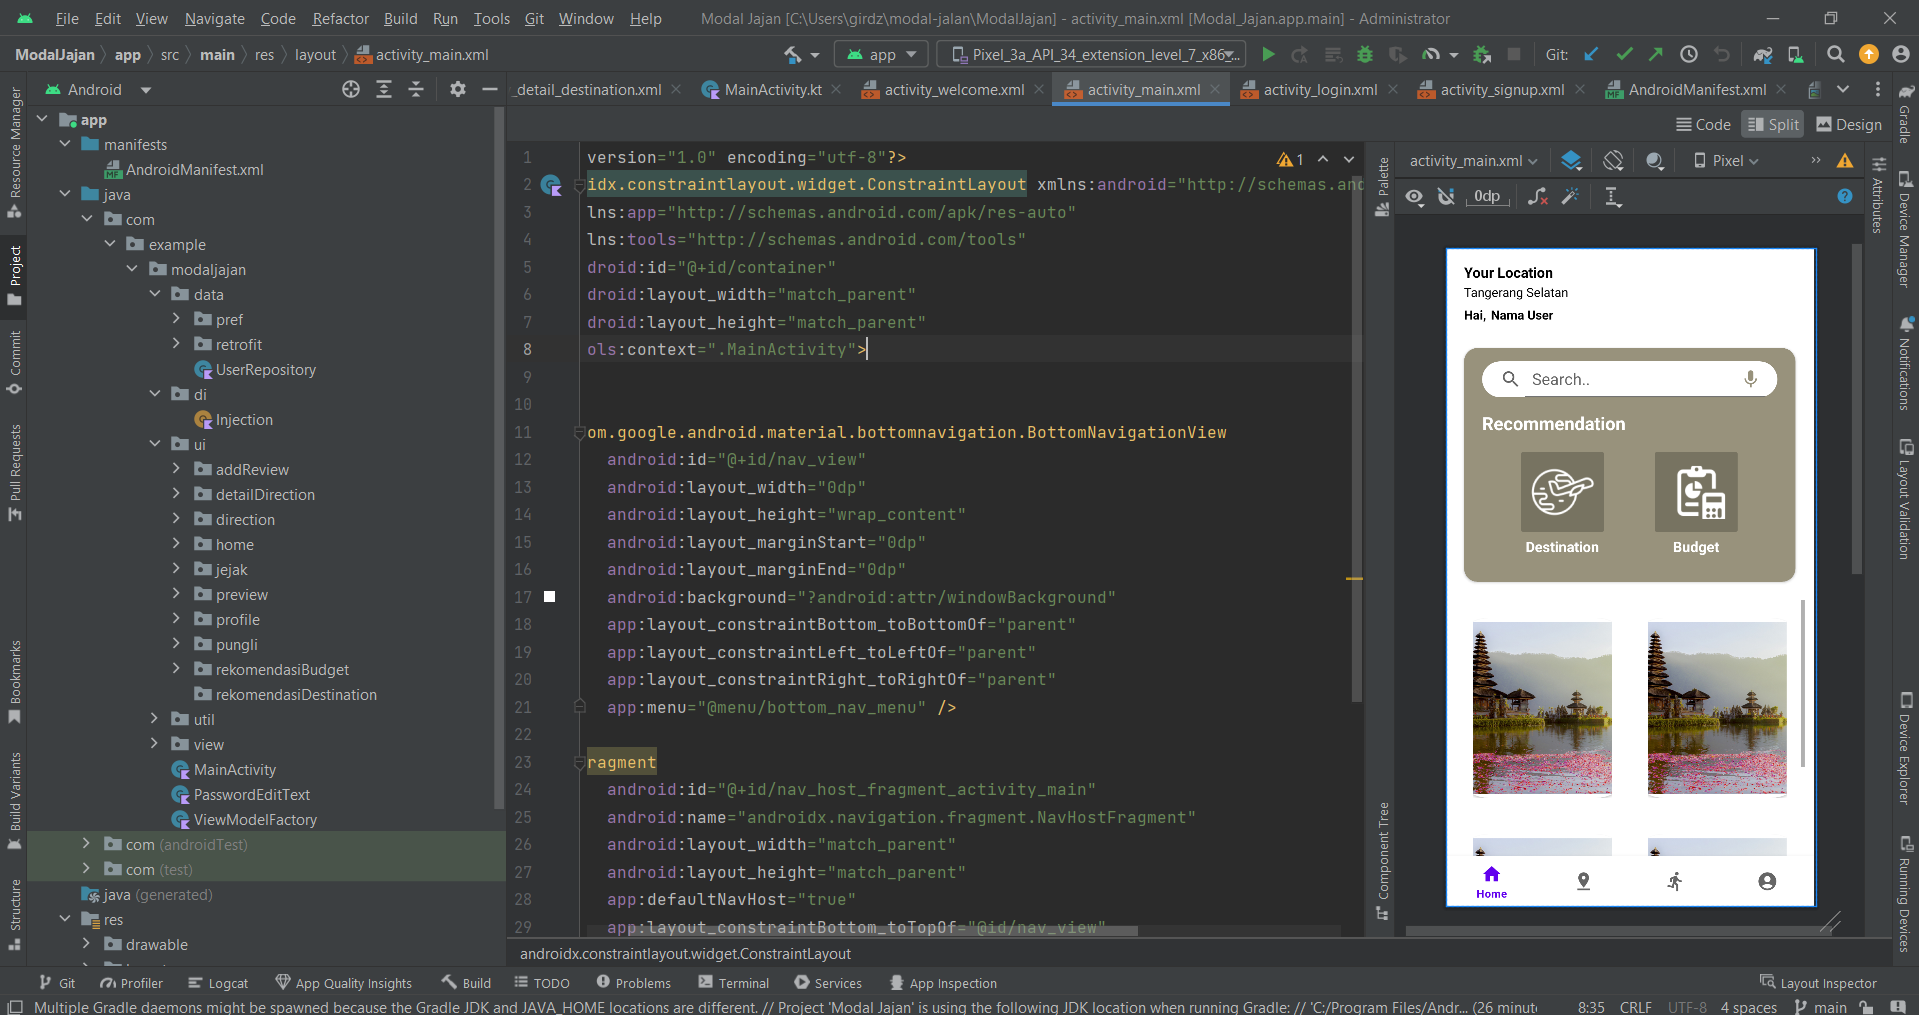 File Edit View Navigate Code Refactor Build Run Tools Git Window Help Modal Jajan [C:\Users\girdz\modal-jalan\ModalJajan] - activity_main.xml [Modal_Jajan.app.main] - Administrator
ModalJajan app src main res layout activity_main.xml app Pixel_3a_API_34_extension_level_7_x86... Git:
Android _detail_destination.xml MainActivity.kt activity_welcome.xml activity_main.xml activity_login.xml activity_signup.xml AndroidManifest.xml
Code Split Design
Resource Manager
Project
Commit
Pull Requests
Bookmarks
Build Variants
Structure
app
manifests
AndroidManifest.xml
java
com
example
modaljajan
data
pref
retrofit
UserRepository
di
Injection
ui
addReview
detailDirection
direction
home
jejak
preview
profile
pungli
rekomendasiBudget
rekomendasiDestination
util
view
MainActivity
PasswordEditText
ViewModelFactory
com (androidTest)
com (test)
java (generated)
res
drawable
1 version="1.0" encoding="utf-8"?>
2 idx.constraintlayout.widget.ConstraintLayout xmlns:android="http://schemas.and
3 lns:app="http://schemas.android.com/apk/res-auto"
4 lns:tools="http://schemas.android.com/tools"
5 droid:id="@+id/container"
6 droid:layout_width="match_parent"
7 droid:layout_height="match_parent"
8 ols:context=".MainActivity">
9
10
11 om.google.android.material.bottomnavigation.BottomNavigationView
12 android:id="@+id/nav_view"
13 android:layout_width="0dp"
14 android:layout_height="wrap_content"
15 android:layout_marginStart="0dp"
16 android:layout_marginEnd="0dp"
17 android:background="?android:attr/windowBackground"
18 app:layout_constraintBottom_toBottomOf="parent"
19 app:layout_constraintLeft_toLeftOf="parent"
20 app:layout_constraintRight_toRightOf="parent"
21 app:menu="@menu/bottom_nav_menu" />
22
23 ragment
24 android:id="@+id/nav_host_fragment_activity_main"
25 android:name="androidx.navigation.fragment.NavHostFragment"
26 android:layout_width="match_parent"
27 android:layout_height="match_parent"
28 app:defaultNavHost="true"
29 app:layout_constraintBottom_toTopOf="@id/nav_view"
1
androidx.constraintlayout.widget.ConstraintLayout
Palette
Component Tree
activity_main.xml Pixel
0dp
Your Location
Tangerang Selatan
Hai, Nama User
Search..
Recommendation
Destination Budget
Home
Attributes
Gradle
Device Manager
Notifications
Layout Validation
Device Explorer
Running Devices
Git Profiler Logcat App Quality Insights Build TODO Problems Terminal Services App Inspection Layout Inspector
Multiple Gradle daemons might be spawned because the Gradle JDK and JAVA_HOME locations are different. // Project 'Modal Jajan' is using the following JDK location when running Gradle: // 'C:/Program Files/Andr... (26 minute 8:35 CRLF UTF-8 4 spaces main